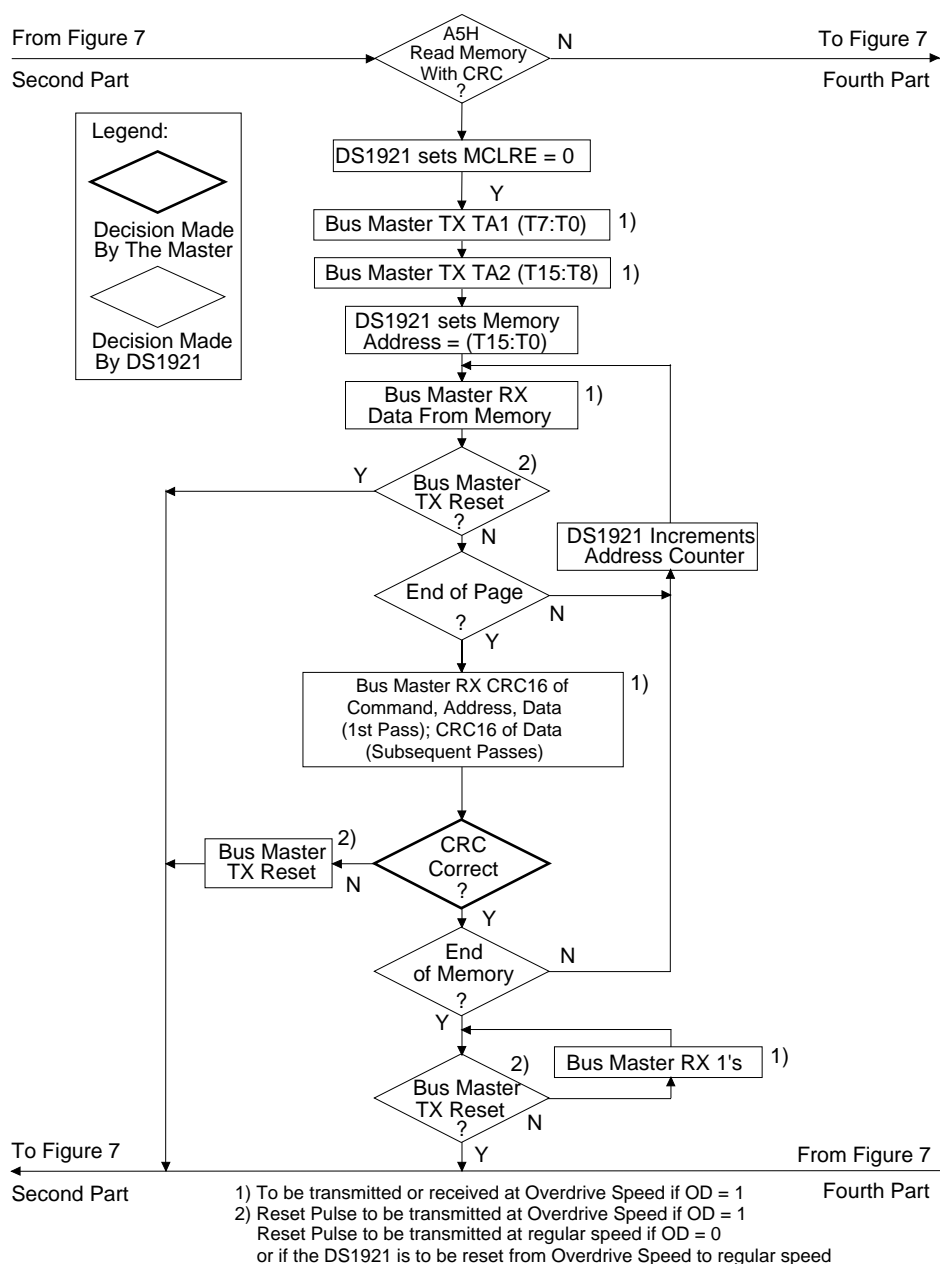 From Figure 7
Second Part
A5H
Read Memory
With CRC
?
N
To Figure 7
Fourth Part
Legend:
Decision Made
By The Master
Decision Made
By DS1921
DS1921 sets MCLRE = 0
Y
Bus Master TX TA1 (T7:T0)
1)
Bus Master TX TA2 (T15:T8)
1)
DS1921 sets Memory
Address = (T15:T0)
Bus Master RX
Data From Memory
1)
Y
2)
Bus Master
TX Reset
?
N
DS1921 Increments
Address Counter
End of Page
?
N
Y
Bus Master RX CRC16 of
Command, Address, Data
(1st Pass); CRC16 of Data
(Subsequent Passes)
1)
CRC
Correct
?
2)
Bus Master
TX Reset
N
Y
End
of Memory
?
N
Y
2)
Bus Master
TX Reset
?
N
Bus Master RX 1's
1)
Y
To Figure 7
Second Part
From Figure 7
Fourth Part
1) To be transmitted or received at Overdrive Speed if OD = 1
2) Reset Pulse to be transmitted at Overdrive Speed if OD = 1
Reset Pulse to be transmitted at regular speed if OD = 0
or if the DS1921 is to be reset from Overdrive Speed to regular speed